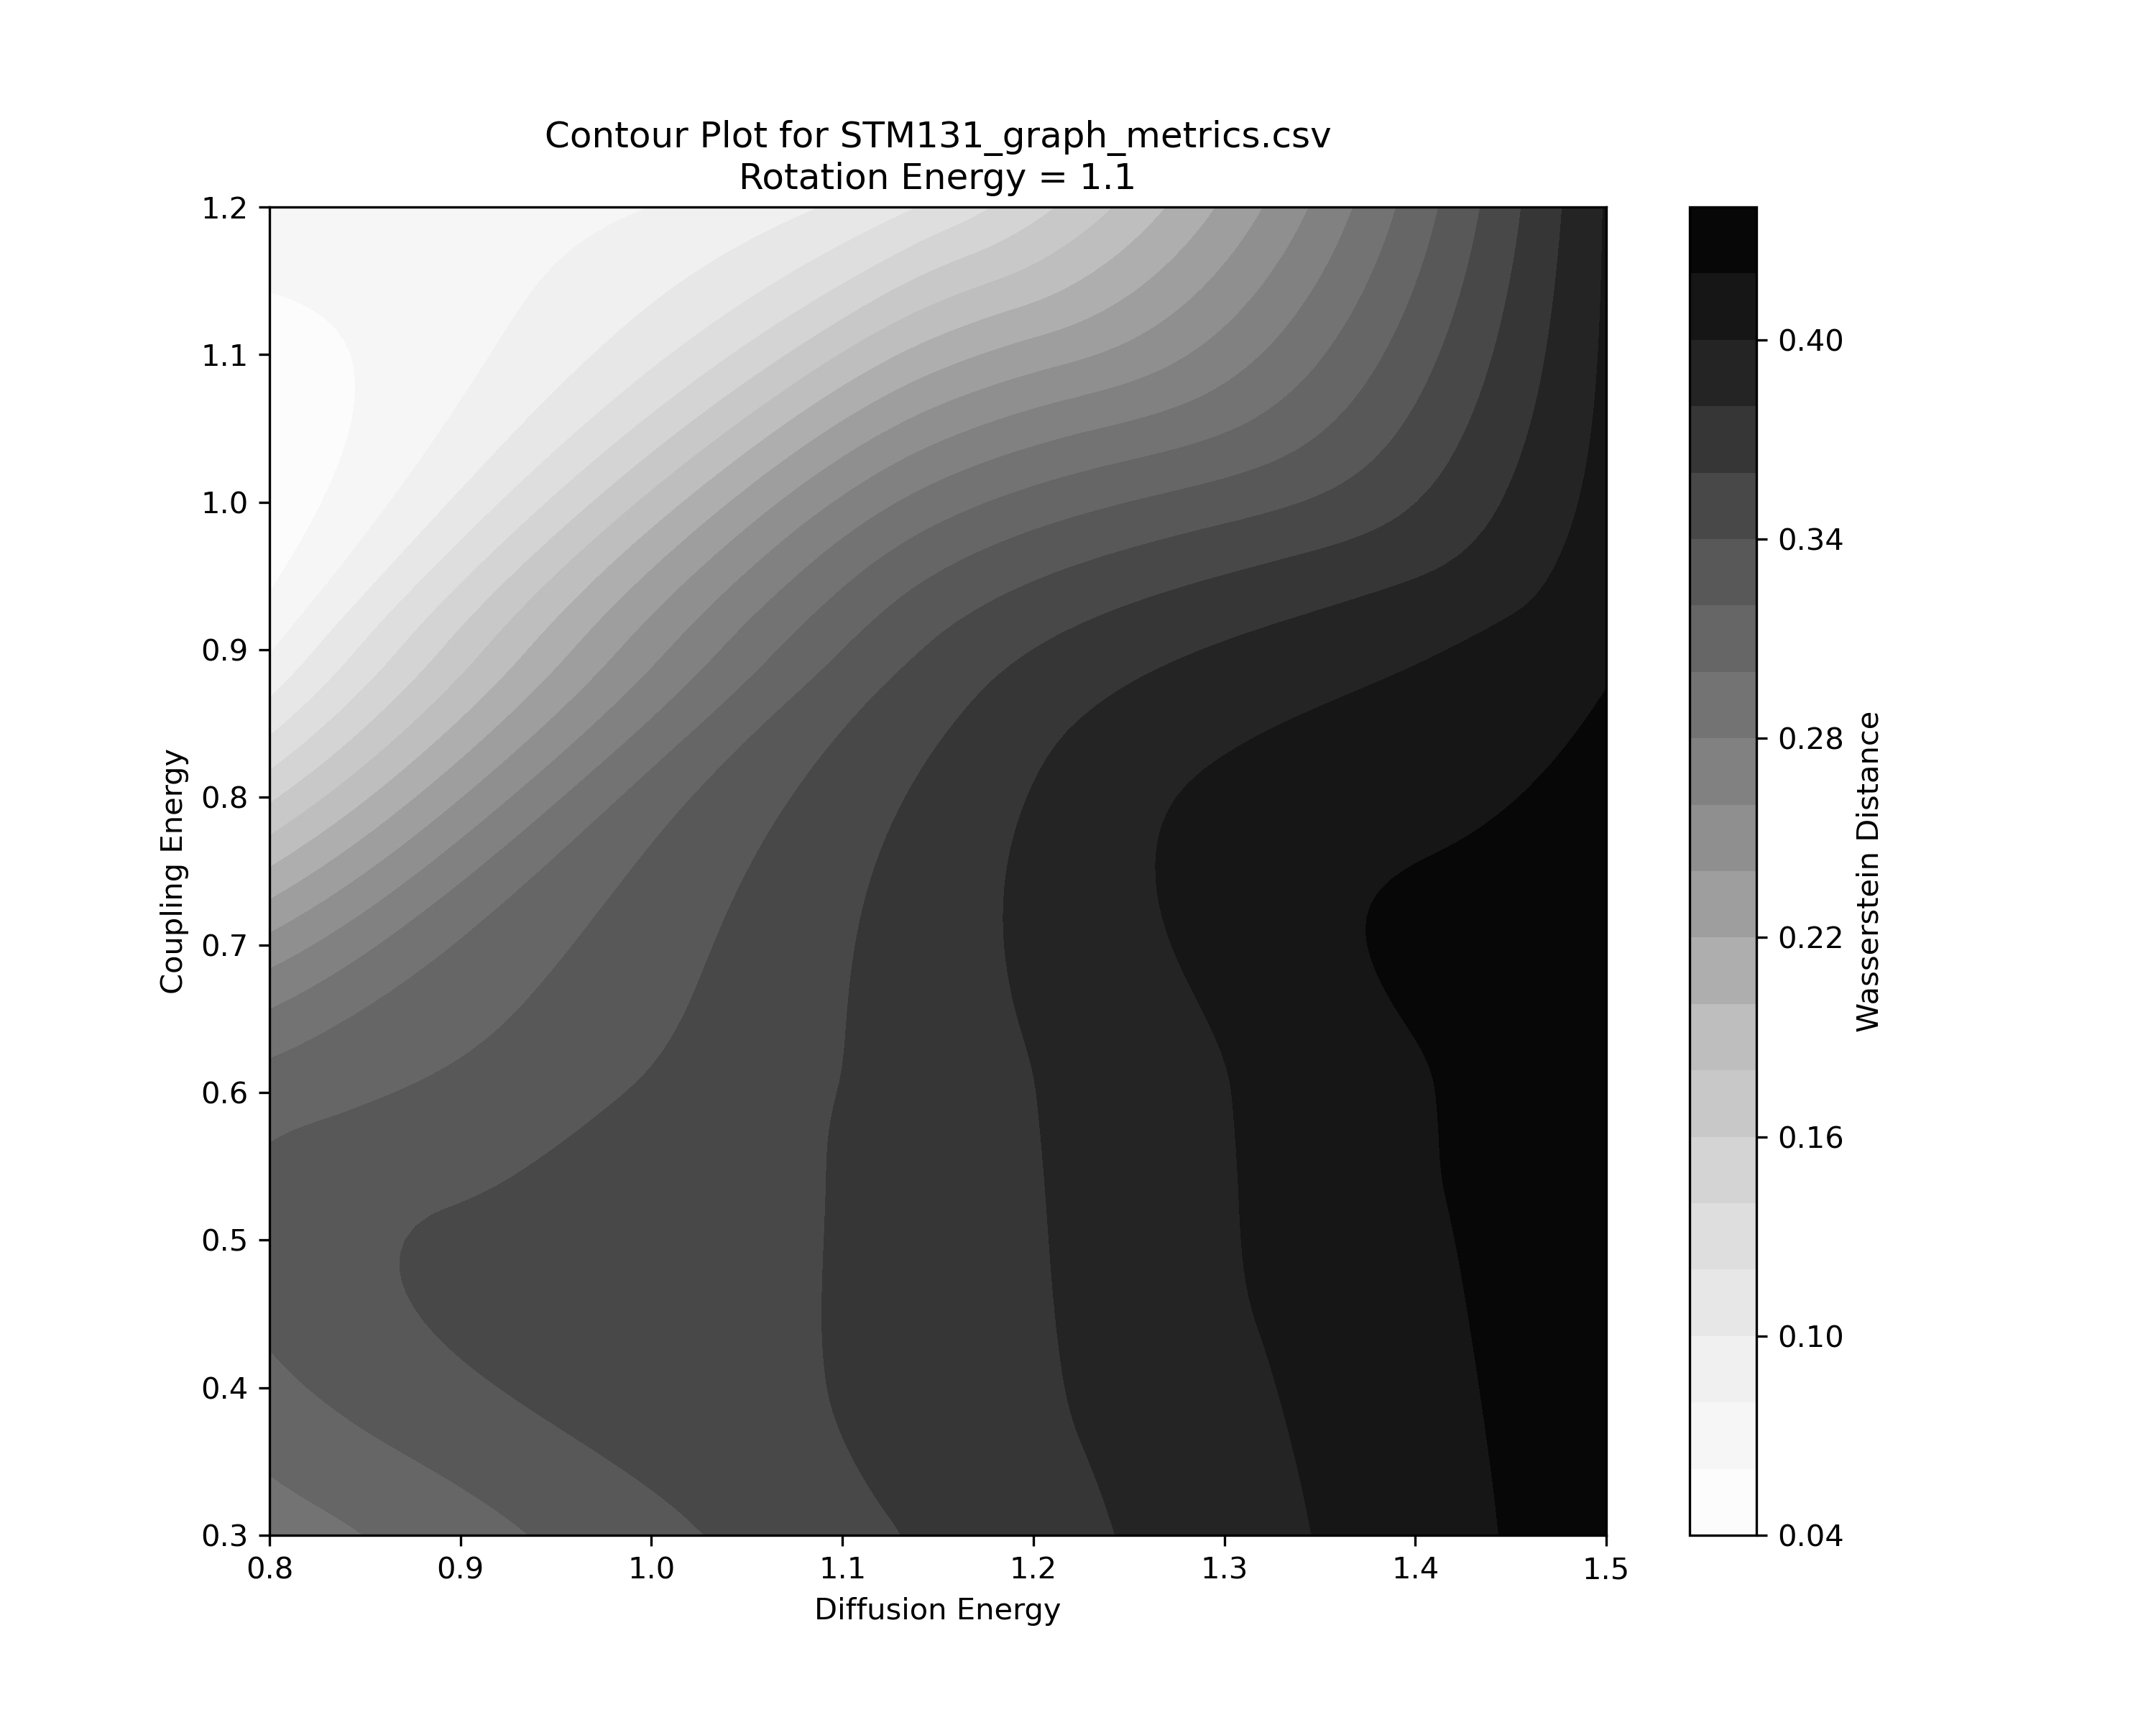 Contour Plot for STM131_graph_metrics.csv
Rotation Energy = 1.1
1.2
1.1
1.0
0.9
0.8
0.7
0.6
0.5
0.4
0.3
Coupling Energy
0.8 0.9 1.0 1.1 1.2 1.3 1.4 1.5
Diffusion Energy
0.40
0.34
0.28
0.22
0.16
0.10
0.04
Wasserstein Distance